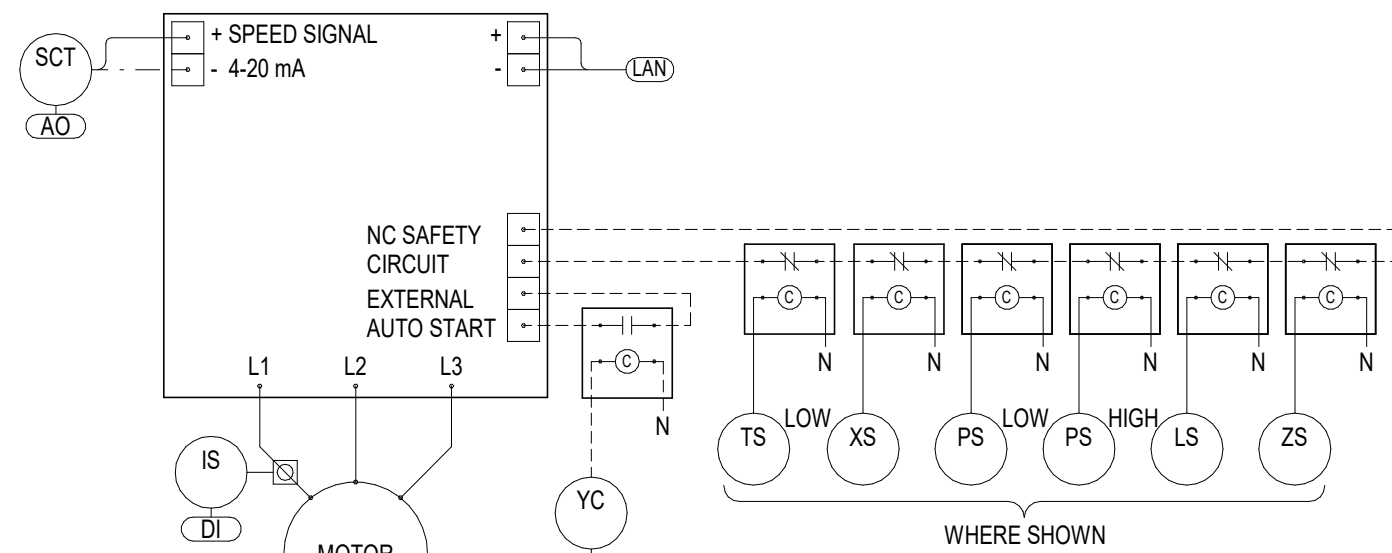 SCT
+ SPEED SIGNAL
- 4-20 mA
+
-
LAN
AO
NC SAFETY
CIRCUIT
EXTERNAL
AUTO START
L1 L2 L3
C
N
C C C C C C
N N N N N N
TS LOW XS PS LOW PS HIGH LS ZS
IS
DI
YC
MOTOR
WHERE SHOWN